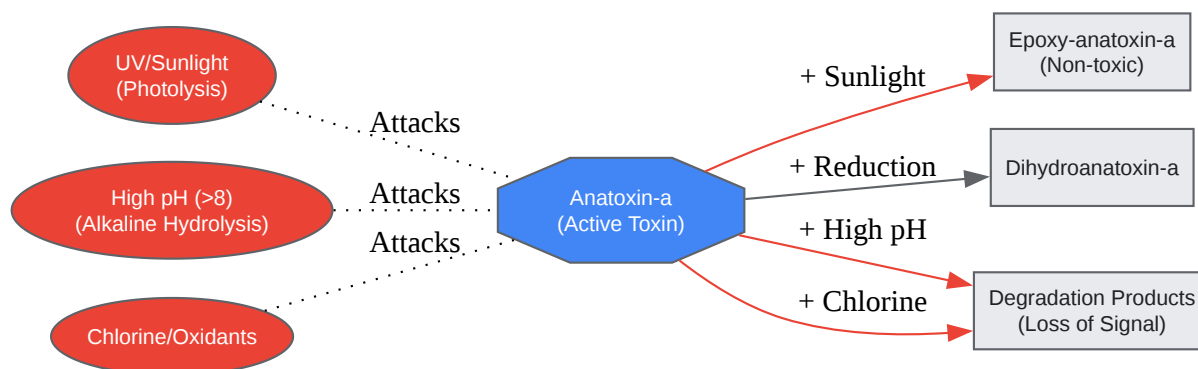 UV/Sunlight
(Photolysis)
High pH (>8)
(Alkaline Hydrolysis)
Chlorine/Oxidants
Attacks
Attacks
Attacks
Anatoxin-a
(Active Toxin)
+ Sunlight
+ Reduction
+ High pH
+ Chlorine
Epoxy-anatoxin-a
(Non-toxic)
Dihydroanatoxin-a
Degradation Products
(Loss of Signal)